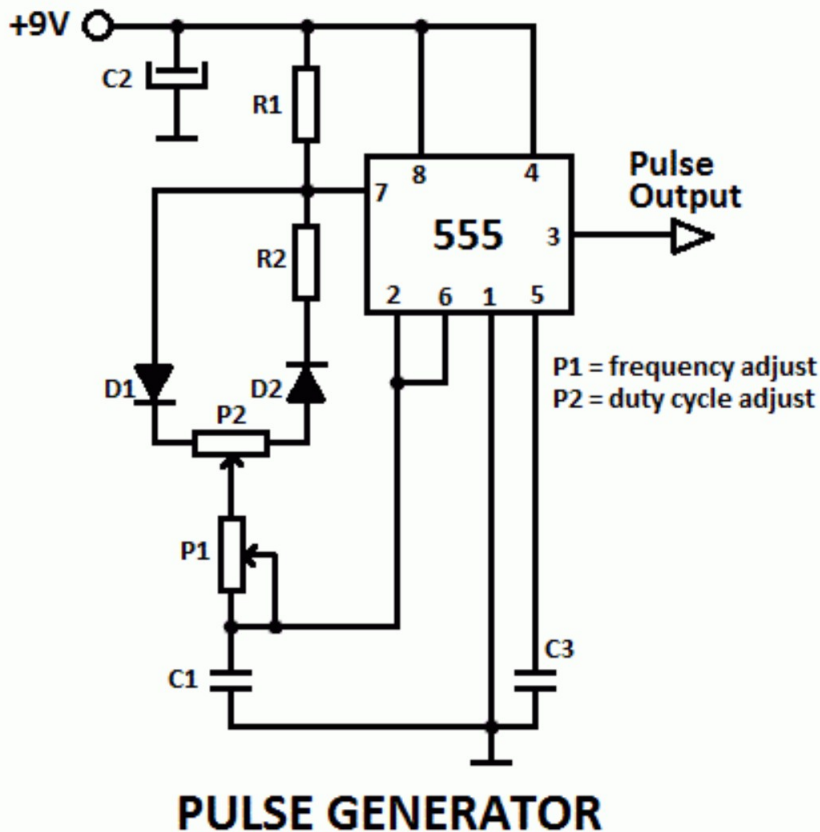 +9V
C2
R1
7
8
4
Pulse
Output
555
3
R2
2
6
1
5
D1
D2
P1 = frequency adjust
P2 = duty cycle adjust
P2
P1
C1
C3
PULSE GENERATOR